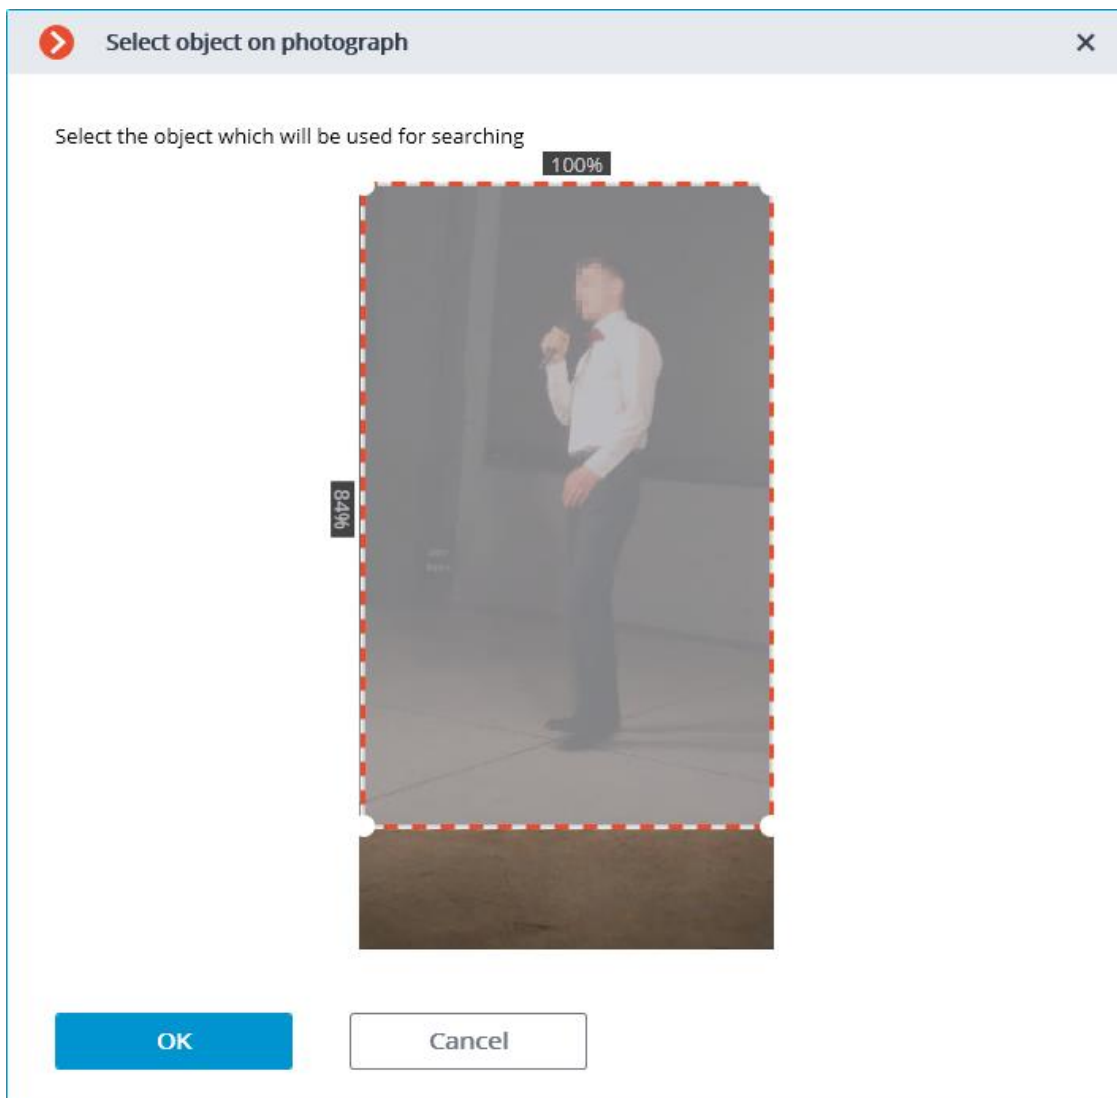 Select object on photograph
Select the object which will be used for searching
100%
84%
OK
Cancel